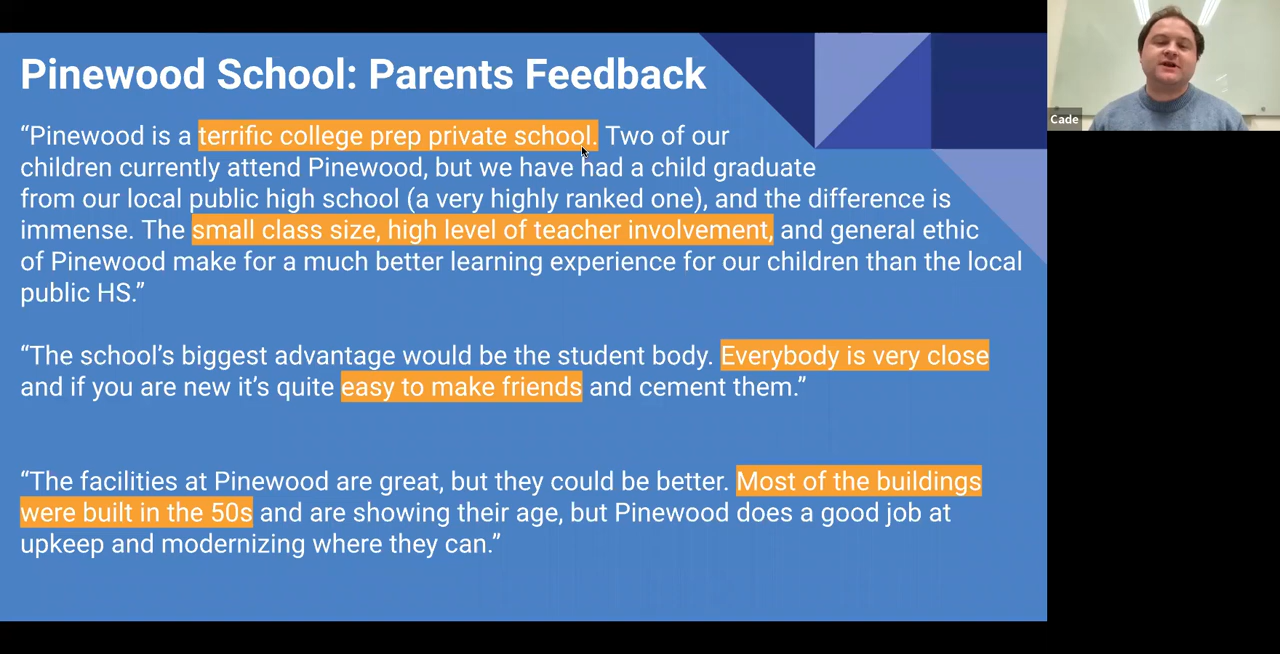 Pinewood School: Parents Feedback
“Pinewood is a terrific college prep private school. Two of our
children currently attend Pinewood, but we have had a child graduate
from our local public high school (a very highly ranked one), and the difference is
immense. The small class size, high level of teacher involvement, and general ethic
of Pinewood make for a much better learning experience for our children than the local
public HS.”
“The school’s biggest advantage would be the student body. Everybody is very close
and if you are new it’s quite easy to make friends and cement them.”
“The facilities at Pinewood are great, but they could be better. Most of the buildings
were built in the 50s and are showing their age, but Pinewood does a good job at
upkeep and modernizing where they can.”
Cade